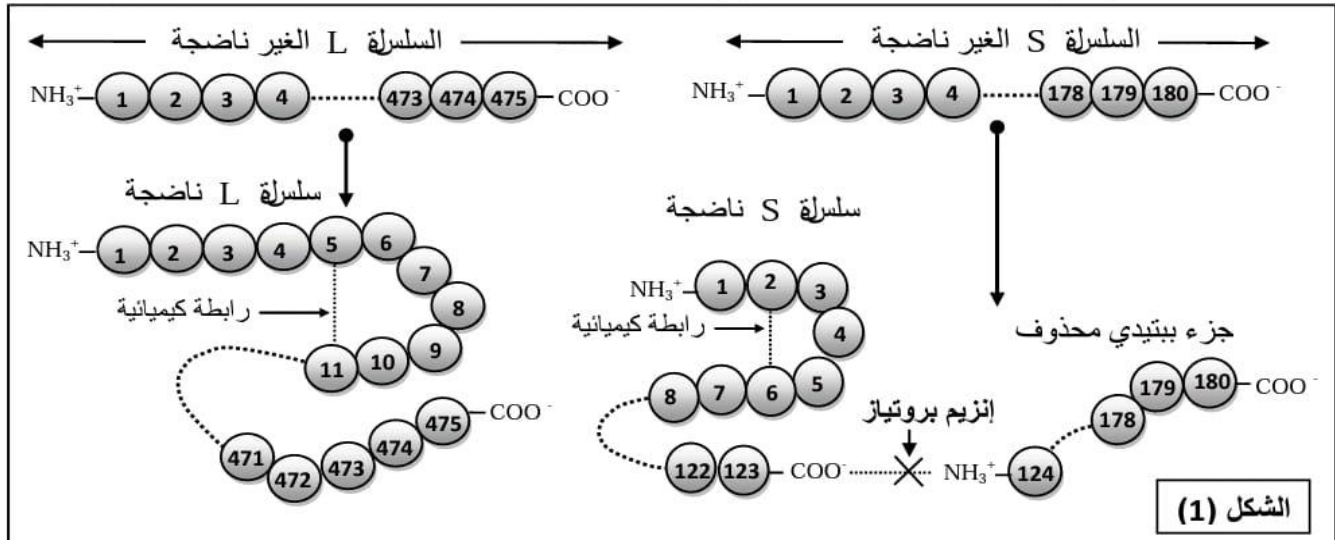 السلسلة L الغير ناضجة
NH₃⁺ 1 2 3 4 473 474 475 COO⁻
السلسلة S الغير ناضجة
NH₃⁺ 1 2 3 4 178 179 180 COO⁻
سلسلة L ناضجة
NH₃⁺ 1 2 3 4 5 6 7 8 9 10 11
رابطة كيميائية
471 472 473 474 475 COO⁻
سلسلة S ناضجة
NH₃⁺ 1 2 3 4 5 6 7 8
رابطة كيميائية
122 123 COO⁻
إنزيم بروتياز
جزء ببتيدي محذوف
NH₃⁺ 124 178 179 180 COO⁻
الشكل (1)